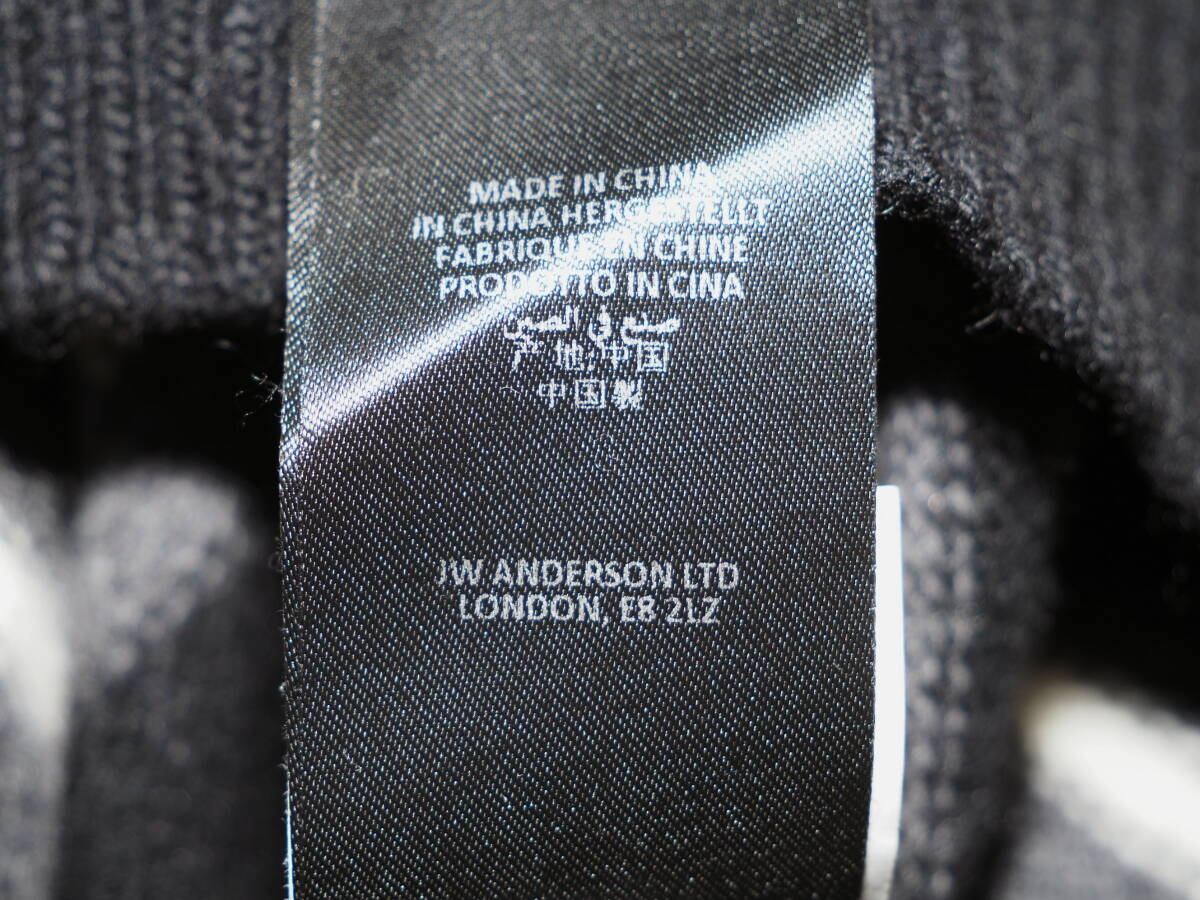 MADE IN CHINA
IN CHINA HERGESTELLT
FABRIQUE EN CHINE
PRODOTTO IN CINA
صنع في الصين
产地:中国
中国製
JW ANDERSON LTD
LONDON, E8 2LZ